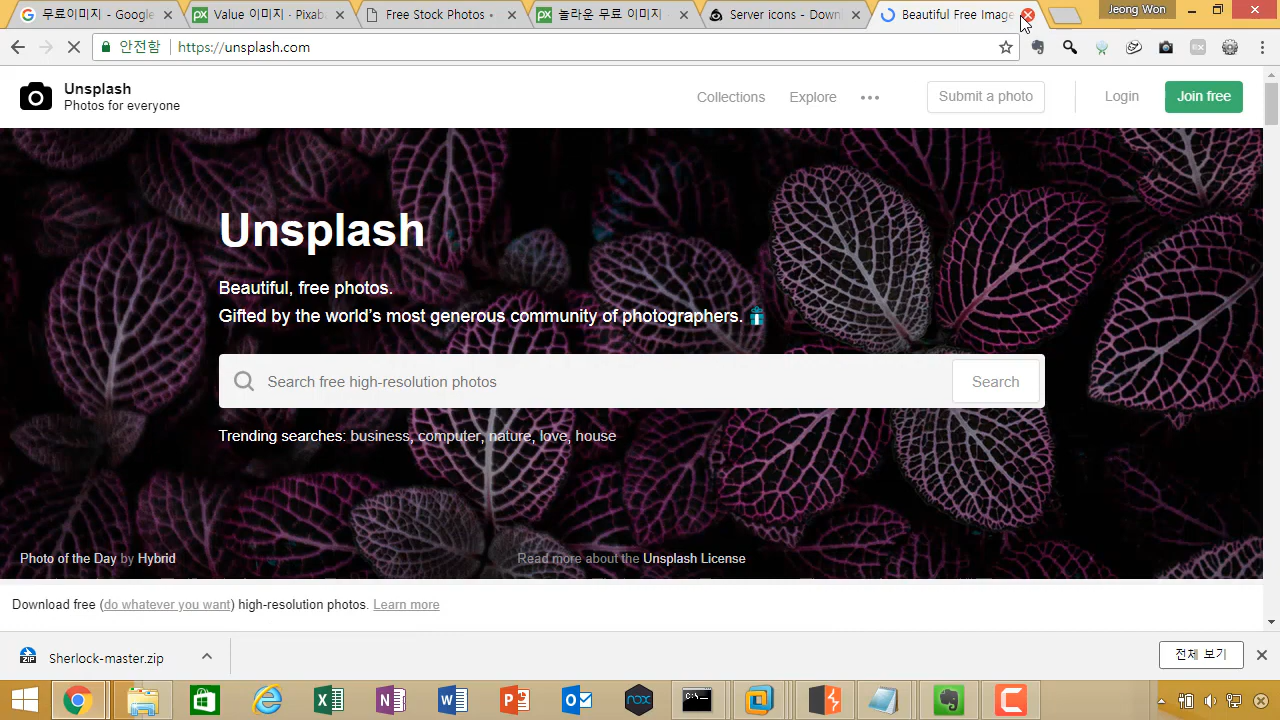 무료이미지 - Google
Value 이미지 · Pixab
Free Stock Photos •
놀라운 무료 이미지 ·
Server icons - Down
Beautiful Free Image
Jeong Won
안전함
https://unsplash.com
Unsplash
Photos for everyone
Collections
Explore
Submit a photo
Login
Join free
Unsplash
Beautiful, free photos.
Gifted by the world's most generous community of photographers.
Search free high-resolution photos
Search
Trending searches: business, computer, nature, love, house
Photo of the Day by Hybrid
Read more about the Unsplash License
Download free (do whatever you want) high-resolution photos. Learn more
ZIP
Sherlock-master.zip
전체 보기
nox